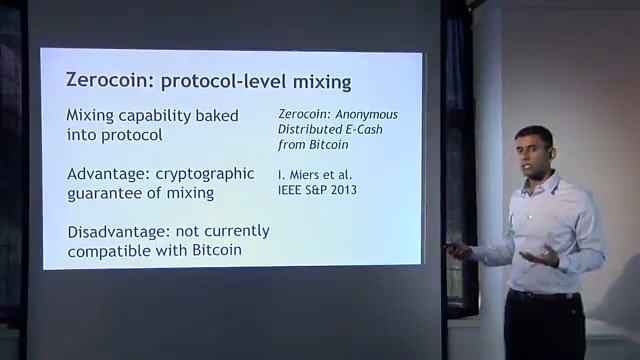 Zerocoin: protocol-level mixing
Mixing capability baked
into protocol
Advantage: cryptographic
guarantee of mixing
Disadvantage: not currently
compatible with Bitcoin
Zerocoin: Anonymous
Distributed E-Cash
from Bitcoin
I. Miers et al.
IEEE S&P 2013